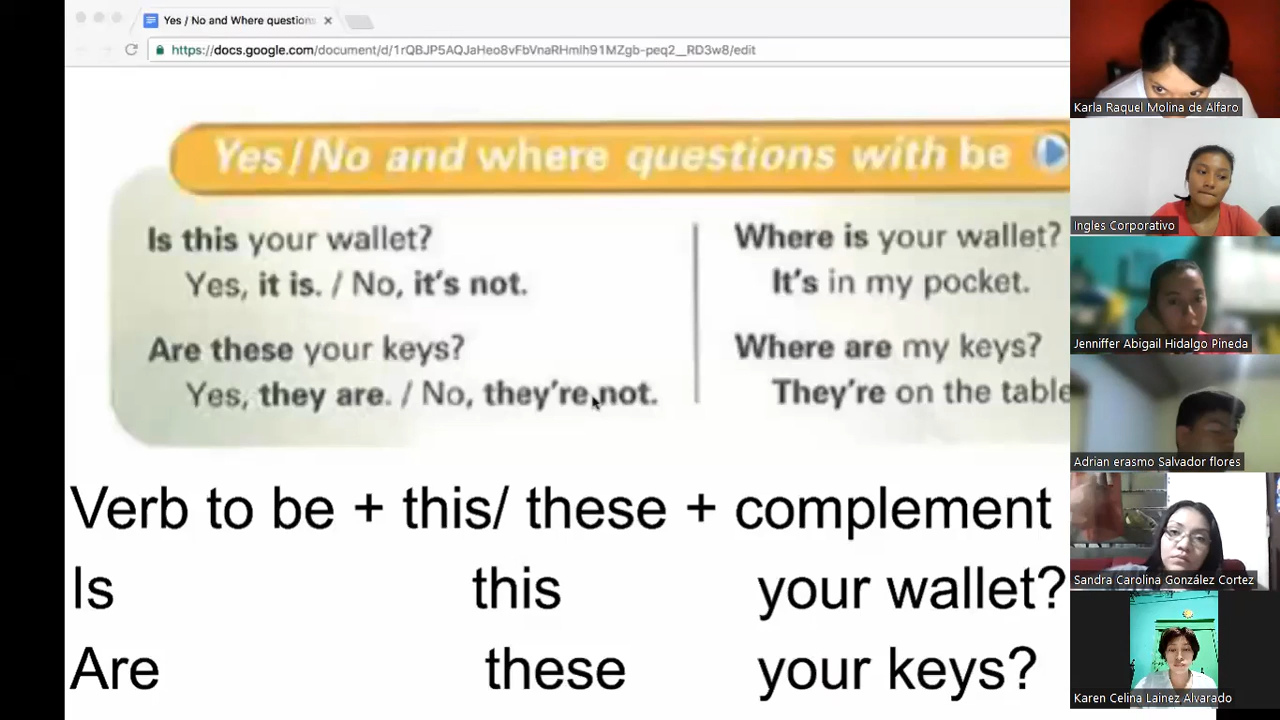 Yes / No and Where question
https://docs.google.com/document/d/1rQBJP5AQJaHeo8vFbVnaRHmlh91MZgb-peq2__RD3w8/edit
Yes/No and where questions with be
Is this your wallet?
Yes, it is. / No, it's not.
Are these your keys?
Yes, they are. / No, they're not.
Where is your wallet?
It's in my pocket.
Where are my keys?
They're on the table
Verb to be + this/ these + complement
Is this your wallet?
Are these your keys?
Karla Raquel Molina de Alfaro
Ingles Corporativo
Jenniffer Abigail Hidalgo Pineda
Adrian erasmo Salvador flores
Sandra Carolina González Cortez
Karen Celina Lainez Alvarado